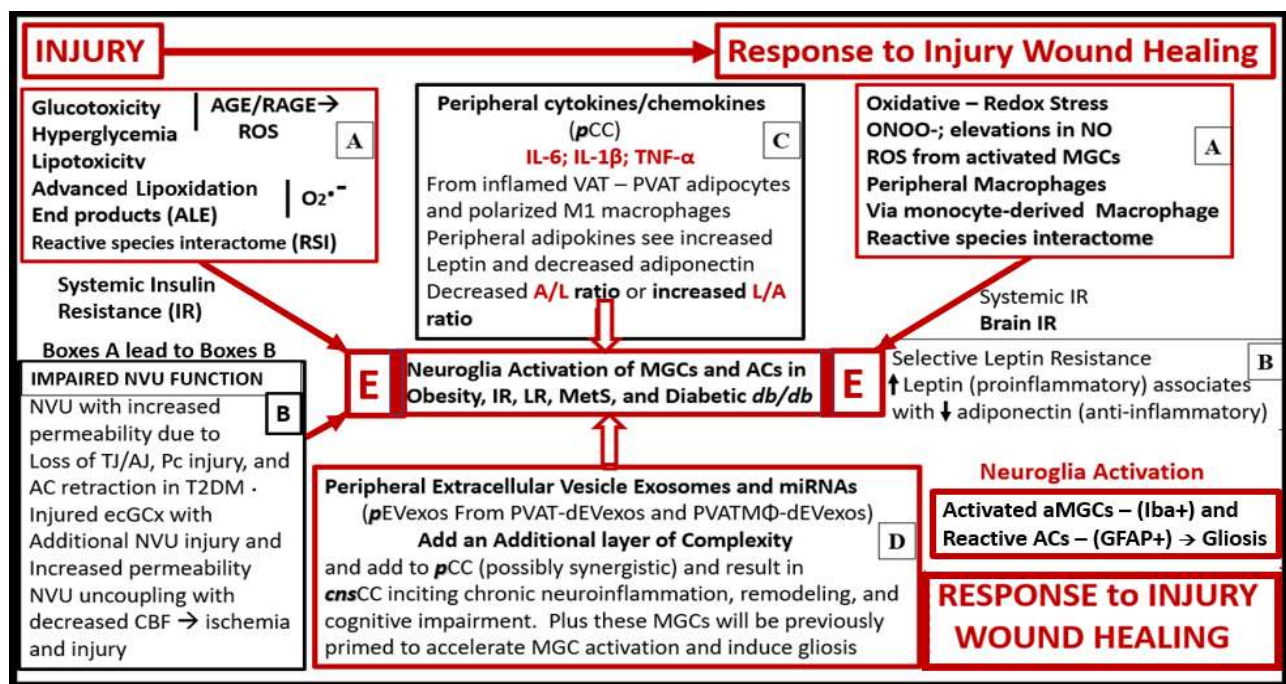 INJURY
Response to Injury Wound Healing
Glucotoxicity
Hyperglycemia
Lipotoxicity
Advanced Lipoxidation
End products (ALE)
Reactive species interactome (RSI)
AGE/RAGE→
ROS
O2•-
A
Systemic Insulin
Resistance (IR)
Boxes A lead to Boxes B
IMPAIRED NVU FUNCTION
B
NVU with increased
permeability due to
Loss of TJ/AJ, Pc injury, and
AC retraction in T2DM ·
Injured ecGCx with
Additional NVU injury and
Increased permeability
NVU uncoupling with
decreased CBF → ischemia
and injury
Peripheral cytokines/chemokines
(pCC)
C
IL-6; IL-1β; TNF-α
From inflamed VAT – PVAT adipocytes
and polarized M1 macrophages
Peripheral adipokines see increased
Leptin and decreased adiponectin
Decreased A/L ratio or increased L/A
ratio
E
Neuroglia Activation of MGCs and ACs in
Obesity, IR, LR, MetS, and Diabetic db/db
E
Peripheral Extracellular Vesicle Exosomes and miRNAs
(pEVexos From PVAT-dEVexos and PVATMΦ-dEVexos)
Add an Additional layer of Complexity
D
and add to pCC (possibly synergistic) and result in
cnsCC inciting chronic neuroinflammation, remodeling, and
cognitive impairment. Plus these MGCs will be previously
primed to accelerate MGC activation and induce gliosis
Oxidative – Redox Stress
ONOO-; elevations in NO
ROS from activated MGCs
Peripheral Macrophages
Via monocyte-derived Macrophage
Reactive species interactome
A
Systemic IR
Brain IR
Selective Leptin Resistance
B
↑ Leptin (proinflammatory) associates
with ↓ adiponectin (anti-inflammatory)
Neuroglia Activation
Activated aMGCs – (Iba+) and
Reactive ACs – (GFAP+) → Gliosis
RESPONSE to INJURY
WOUND HEALING